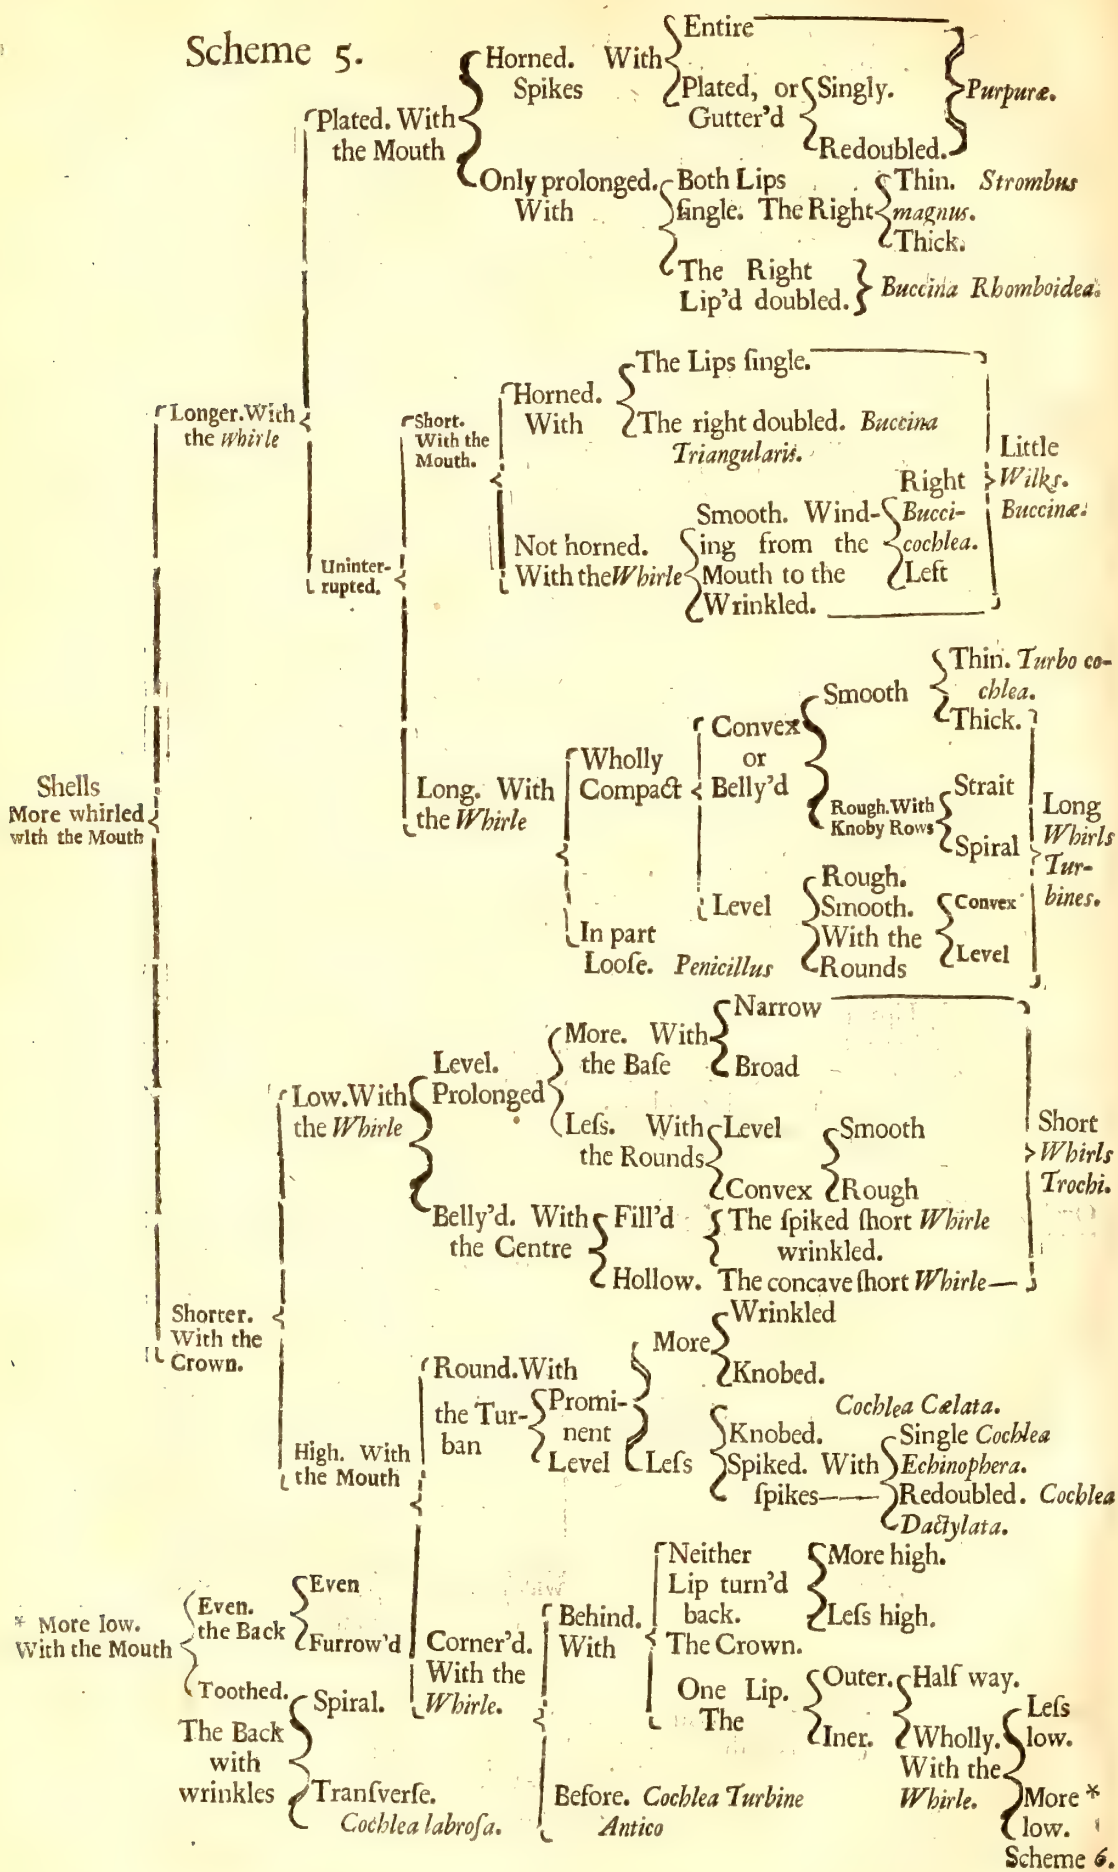 Scheme 5.
Shells
More whirled
with the Mouth
Longer. With
the Whirle
Plated. With
the Mouth
Horned. With
Spikes
Entire
Plated, or
Gutter'd
Singly.
Redoubled.
Purpuræ.
Only prolonged.
With
Both Lips
ſingle. The Right
Thin. Strombus
magnus.
Thick.
The Right
Lip'd doubled.
Buccina Rhomboidea.
Uninter-
rupted.
Short.
With the
Mouth.
Horned.
With
The Lips ſingle.
The right doubled. Buccina
Triangularis.
Not horned.
With the Whirle
Smooth. Wind-
ing from the
Mouth to the
Right
Bucci-
cochlea.
Left
Wrinkled.
Little
Wilks.
Buccinæ.
Long. With
the Whirle
Wholly
Compact
Convex
or
Belly'd
Smooth
Thin. Turbo co-
chlea.
Thick.
Rough. With
Knoby Rows
Strait
Spiral
Level
Rough.
Smooth.
With the
Rounds
Convex
Level
In part
Looſe. Penicillus
Long
Whirls
Tur-
bines.
Shorter.
With the
Crown.
Low. With
the Whirle
Level.
Prolonged
More. With
the Baſe
Narrow
Broad
Leſs. With
the Rounds
Level
Convex
Smooth
Rough
Belly'd. With
the Centre
Fill'd
The ſpiked ſhort Whirle
wrinkled.
Hollow. The concave ſhort Whirle—
Short
Whirls
Trochi.
High. With
the Mouth
Round. With
the Tur-
ban
Promi-
nent
Level
More
Wrinkled
Knobed.
Leſs
Cochlea Cælata.
Knobed.
Spiked. With
ſpikes——
Single Cochlea
Echinophera.
Redoubled. Cochlea
Dactylata.
Corner'd.
With the
Whirle.
Behind.
With
Neither
Lip turn'd
back.
The Crown.
More high.
Leſs high.
One Lip.
The
Outer.
Iner.
Half way.
Wholly.
With the
Whirle.
Leſs
low.
More *
low.
Before. Cochlea Turbine
Antico
* More low.
With the Mouth
Even.
the Back
Even
Furrow'd
Toothed.
The Back
with
wrinkles
Spiral.
Tranſverſe.
Cochlea labroſa.
Scheme 6.